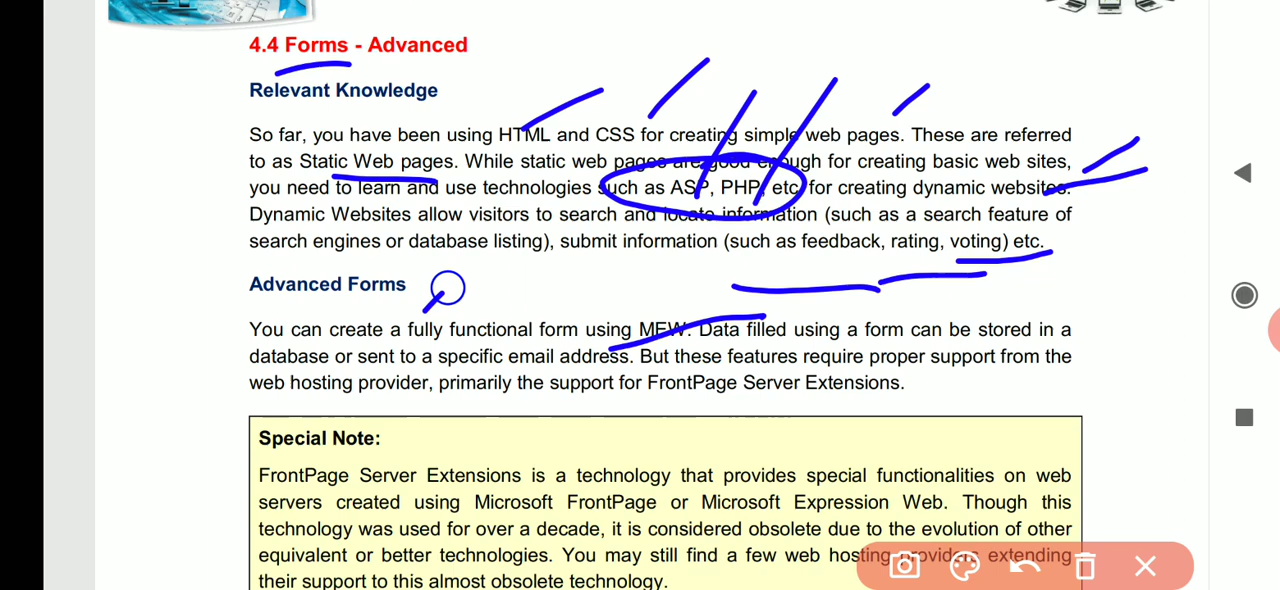 4.4 Forms - Advanced
Relevant Knowledge
So far, you have been using HTML and CSS for creating simple web pages. These are referred
to as Static Web pages. While static web pages are good enough for creating basic web sites,
you need to learn and use technologies such as ASP, PHP, etc. for creating dynamic websites.
Dynamic Websites allow visitors to search and locate information (such as a search feature of
search engines or database listing), submit information (such as feedback, rating, voting) etc.
Advanced Forms
You can create a fully functional form using MEW. Data filled using a form can be stored in a
database or sent to a specific email address. But these features require proper support from the
web hosting provider, primarily the support for FrontPage Server Extensions.
Special Note:
FrontPage Server Extensions is a technology that provides special functionalities on web
servers created using Microsoft FrontPage or Microsoft Expression Web. Though this
technology was used for over a decade, it is considered obsolete due to the evolution of other
equivalent or better technologies. You may still find a few web hosting providers extending
their support to this almost obsolete technology.